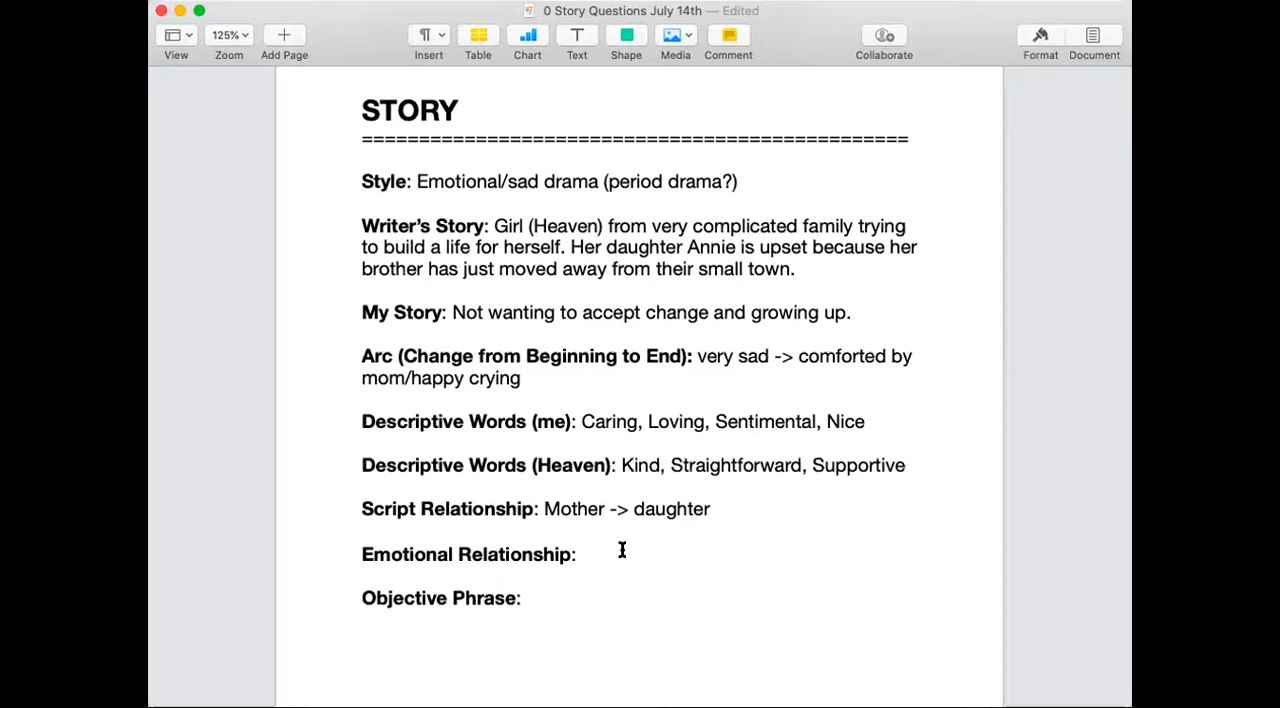 0 Story Questions July 14th — Edited
125%
View Zoom Add Page Insert Table Chart Text Shape Media Comment Collaborate Format Document
STORY
================================================
Style: Emotional/sad drama (period drama?)
Writer’s Story: Girl (Heaven) from very complicated family trying
to build a life for herself. Her daughter Annie is upset because her
brother has just moved away from their small town.
My Story: Not wanting to accept change and growing up.
Arc (Change from Beginning to End): very sad -> comforted by
mom/happy crying
Descriptive Words (me): Caring, Loving, Sentimental, Nice
Descriptive Words (Heaven): Kind, Straightforward, Supportive
Script Relationship: Mother -> daughter
Emotional Relationship:
Objective Phrase: